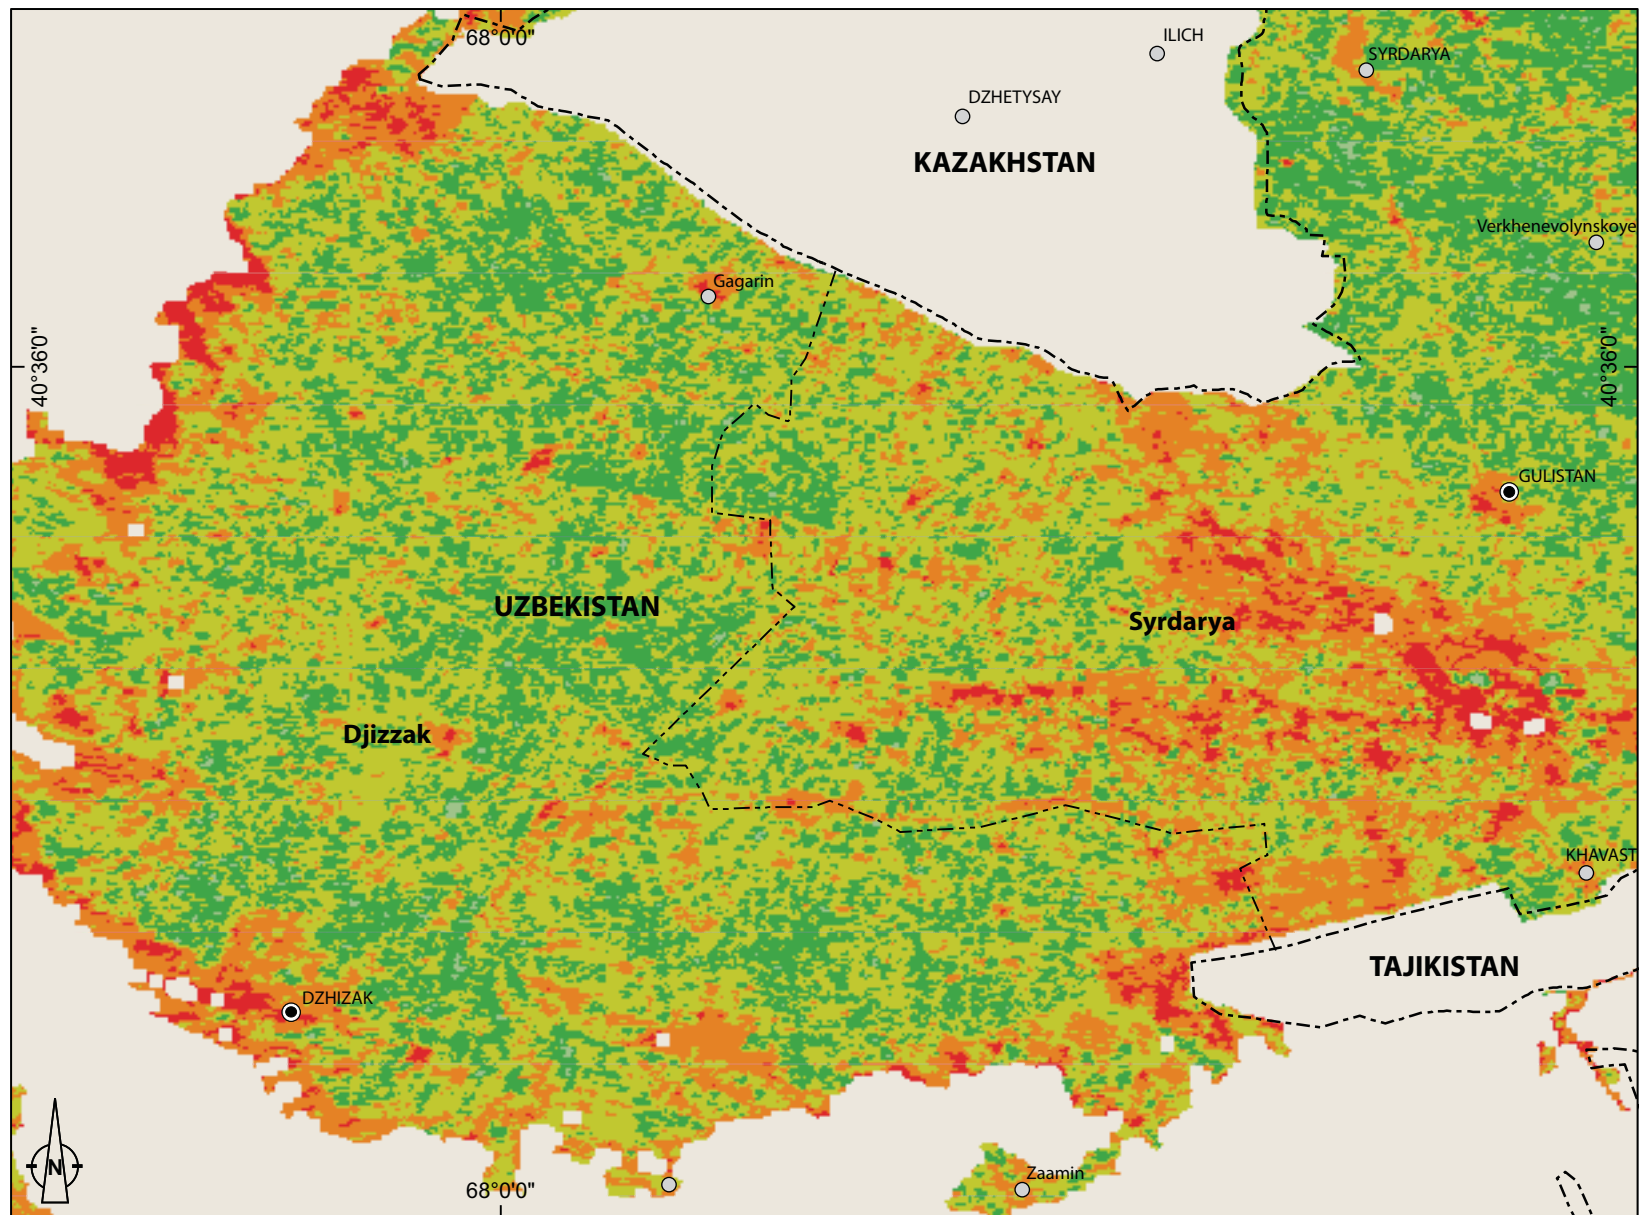 68°0'0"
ILICH
SYRDARYA
DZHETYSAY
KAZAKHSTAN
Verkhenevolynskoye
Gagarin
40°36'0"
40°36'0"
GULISTAN
UZBEKISTAN
Syrdarya
Djizzak
KHAVAST
TAJIKISTAN
DZHIZAK
N
Zaamin
68°0'0"